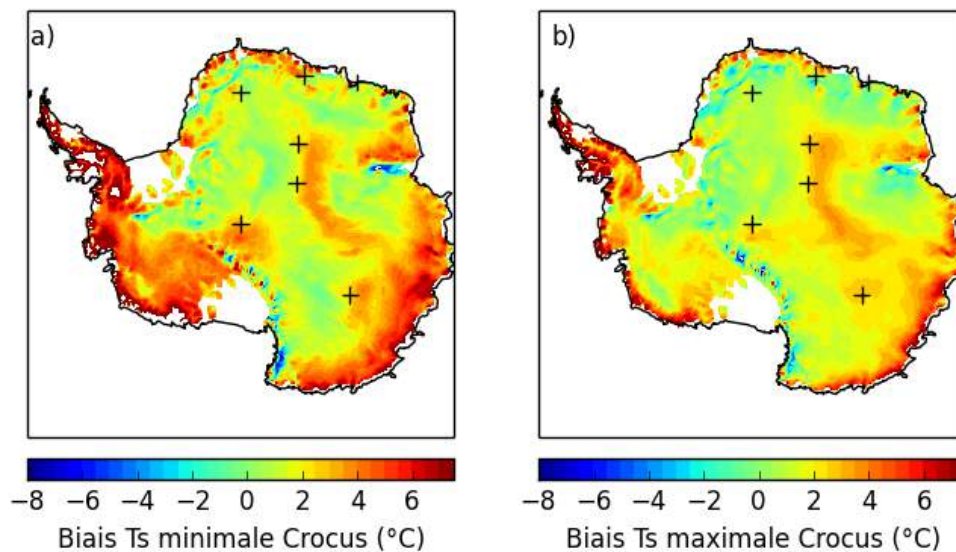 a)
b)
−8 −6 −4 −2 0 2 4 6
−8 −6 −4 −2 0 2 4 6
Biais Ts minimale Crocus (°C)
Biais Ts maximale Crocus (°C)